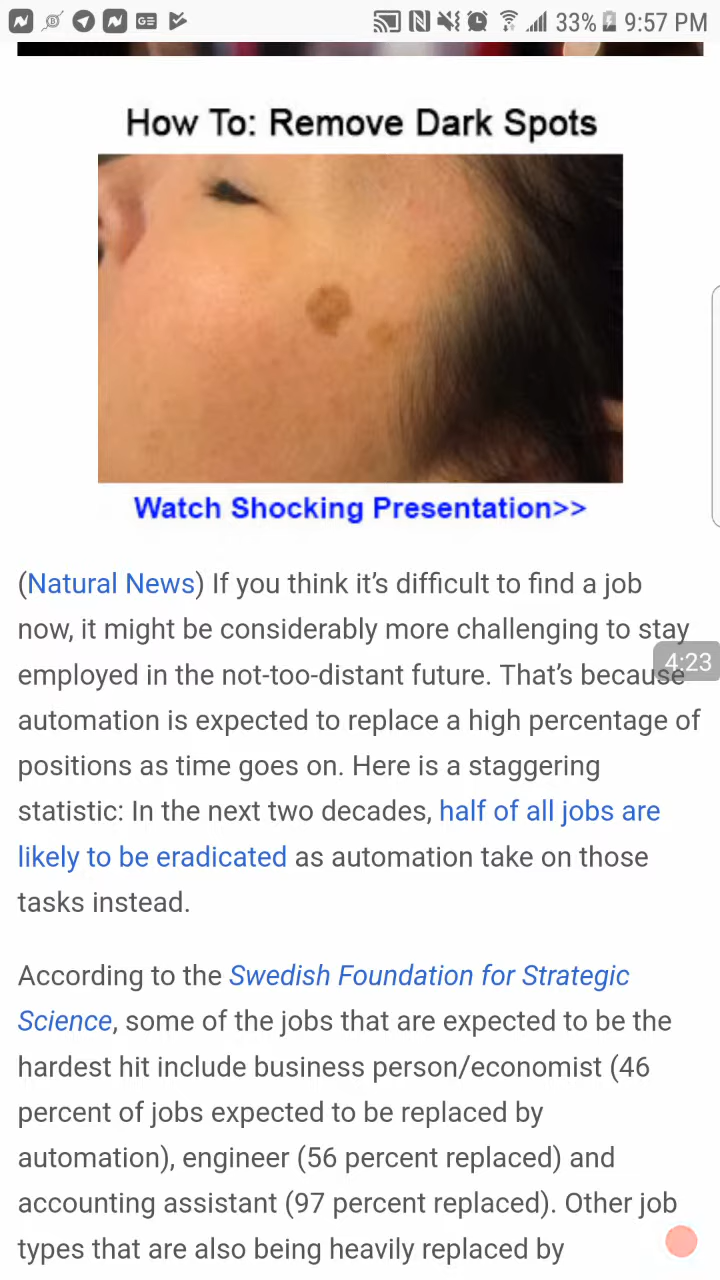 33% 9:57 PM
How To: Remove Dark Spots
Watch Shocking Presentation>>
(Natural News) If you think it's difficult to find a job
now, it might be considerably more challenging to stay
employed in the not-too-distant future. That's because
4:23
automation is expected to replace a high percentage of
positions as time goes on. Here is a staggering
statistic: In the next two decades, half of all jobs are
likely to be eradicated as automation take on those
tasks instead.
According to the Swedish Foundation for Strategic
Science, some of the jobs that are expected to be the
hardest hit include business person/economist (46
percent of jobs expected to be replaced by
automation), engineer (56 percent replaced) and
accounting assistant (97 percent replaced). Other job
types that are also being heavily replaced by